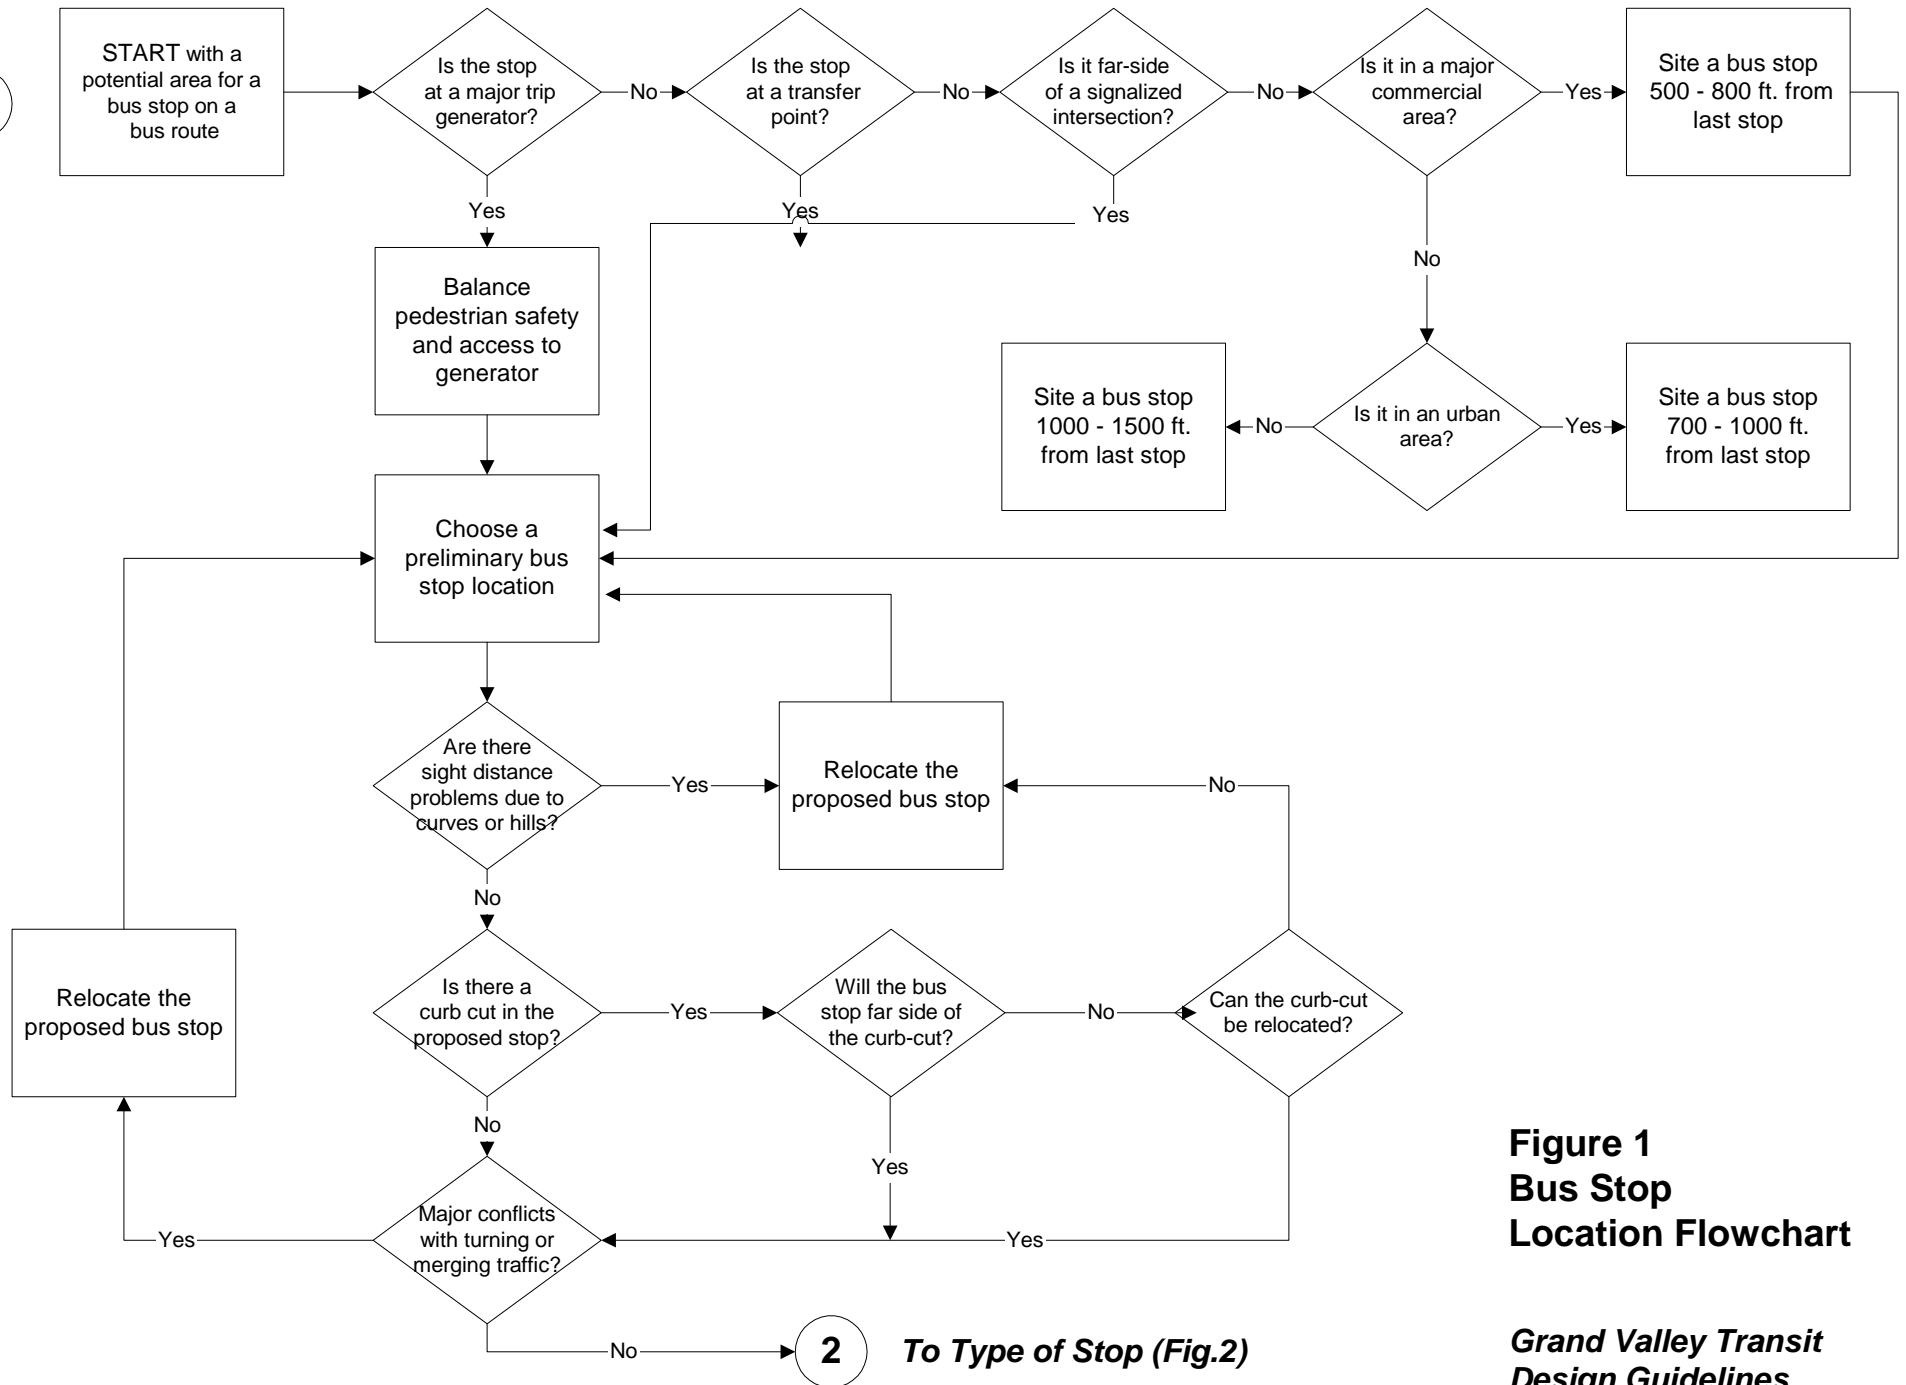 START with a
potential area for a
bus stop on a
bus route
Is the stop
at a major trip
generator?
No
Is the stop
at a transfer
point?
No
Is it far-side
of a signalized
intersection?
No
Is it in a major
commercial
area?
Yes
Site a bus stop
500 - 800 ft. from
last stop
Yes
Yes
Yes
No
Balance
pedestrian safety
and access to
generator
Site a bus stop
1000 - 1500 ft.
from last stop
No
Is it in an urban
area?
Yes
Site a bus stop
700 - 1000 ft.
from last stop
Choose a
preliminary bus
stop location
Are there
sight distance
problems due to
curves or hills?
Yes
Relocate the
proposed bus stop
No
No
Relocate the
proposed bus stop
Is there a
curb cut in the
proposed stop?
Yes
Will the bus
stop far side of
the curb-cut?
No
Can the curb-cut
be relocated?
No
Yes
Yes
Major conflicts
with turning or
merging traffic?
Yes
No
2
To Type of Stop (Fig.2)
Figure 1
Bus Stop
Location Flowchart
Grand Valley Transit
Design Guidelines